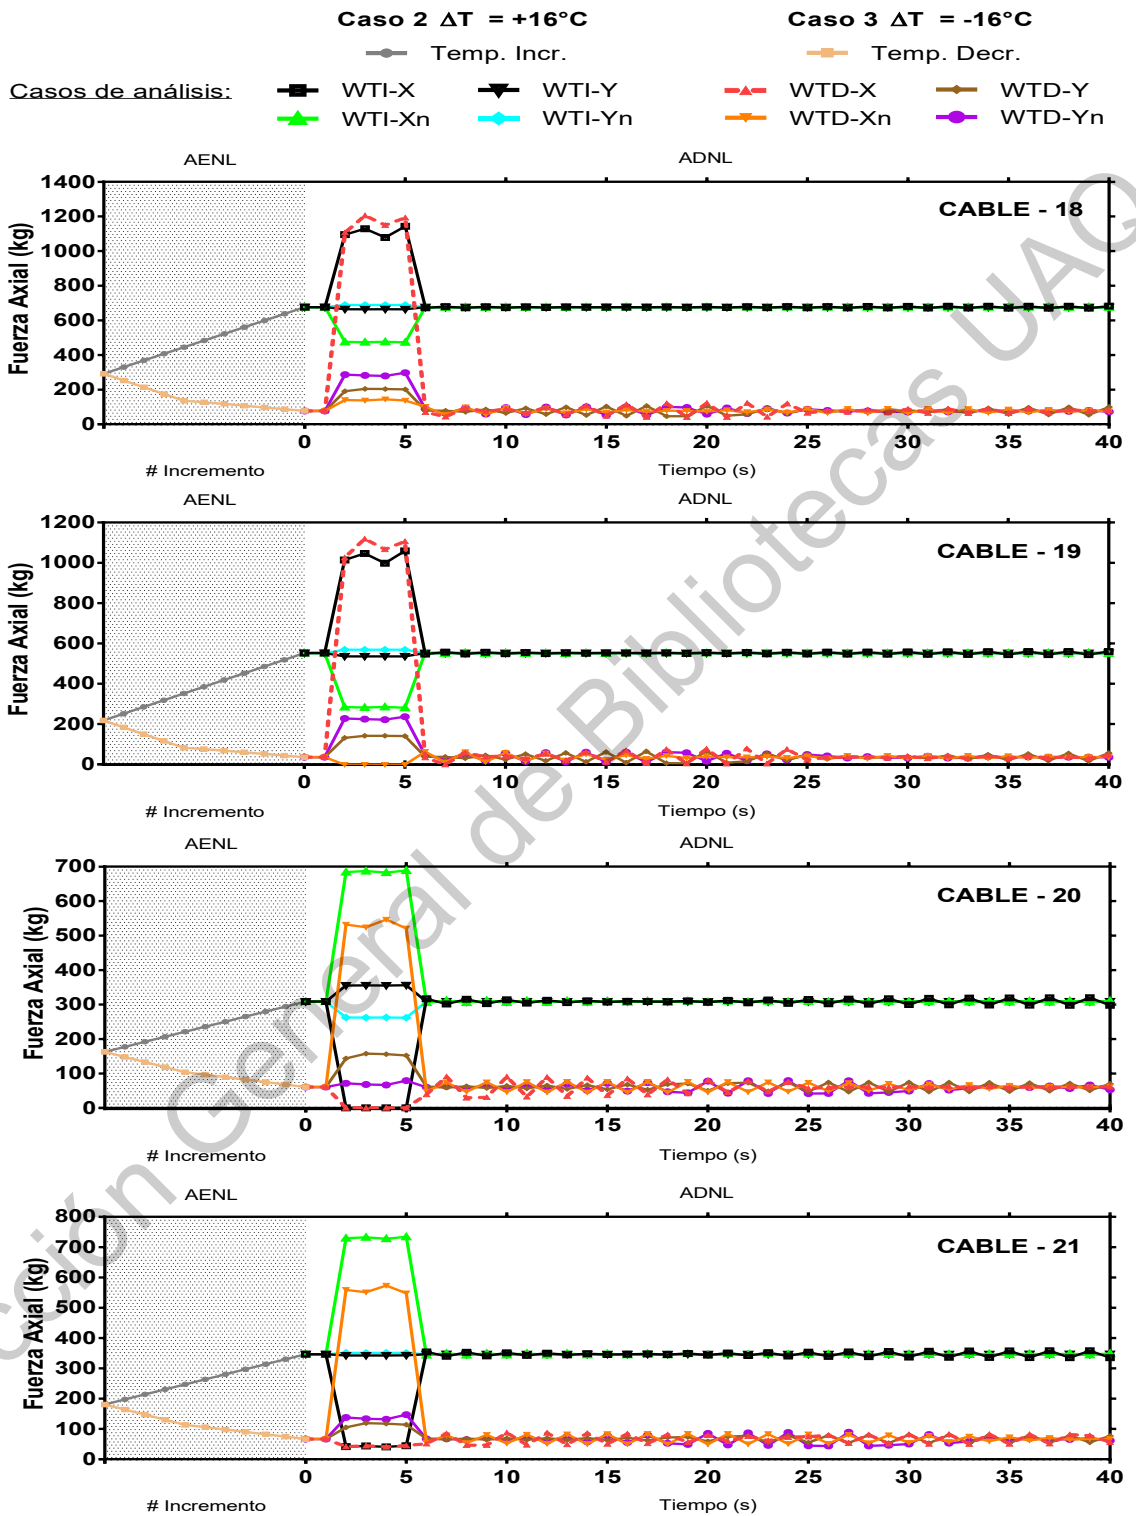 Caso 2 ΔT = +16°C Caso 3 ΔT = -16°C
Temp. Incr. Temp. Decr.
Casos de análisis: WTI-X WTI-Y WTD-X WTD-Y
WTI-Xn WTI-Yn WTD-Xn WTD-Yn
AENL ADNL
CABLE - 18
Fuerza Axial (kg)
1400
1200
1000
800
600
400
200
0
0 5 10 15 20 25 30 35 40
# Incremento Tiempo (s)
AENL ADNL
CABLE - 19
Fuerza Axial (kg)
1200
1000
800
600
400
200
0
0 5 10 15 20 25 30 35 40
# Incremento Tiempo (s)
AENL ADNL
CABLE - 20
Fuerza Axial (kg)
700
600
500
400
300
200
100
0
0 5 10 15 20 25 30 35 40
# Incremento Tiempo (s)
AENL ADNL
CABLE - 21
Fuerza Axial (kg)
800
700
600
500
400
300
200
100
0
0 5 10 15 20 25 30 35 40
# Incremento Tiempo (s)
General de Bibliotecas UAQ